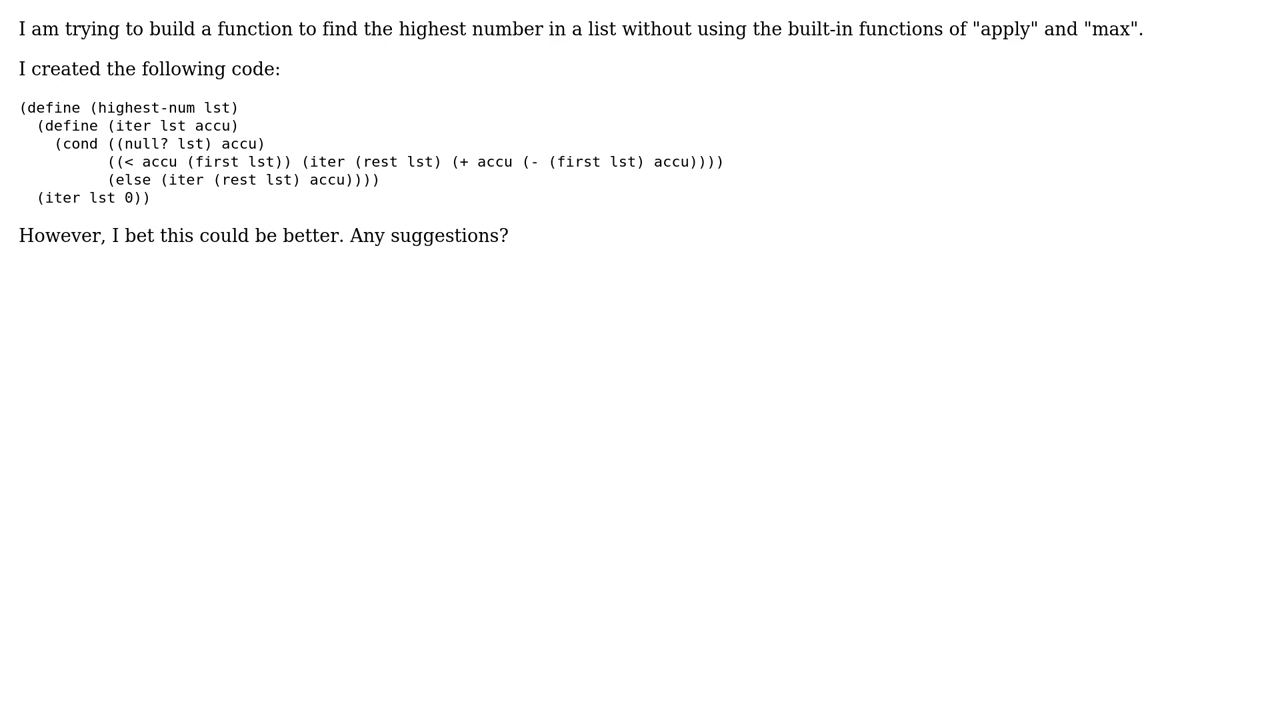 I am trying to build a function to find the highest number in a list without using the built-in functions of "apply" and "max".
I created the following code:
(define (highest-num lst)
  (define (iter lst accu)
    (cond ((null? lst) accu)
          ((< accu (first lst)) (iter (rest lst) (+ accu (- (first lst) accu))))
          (else (iter (rest lst) accu))))
  (iter lst 0))
However, I bet this could be better. Any suggestions?